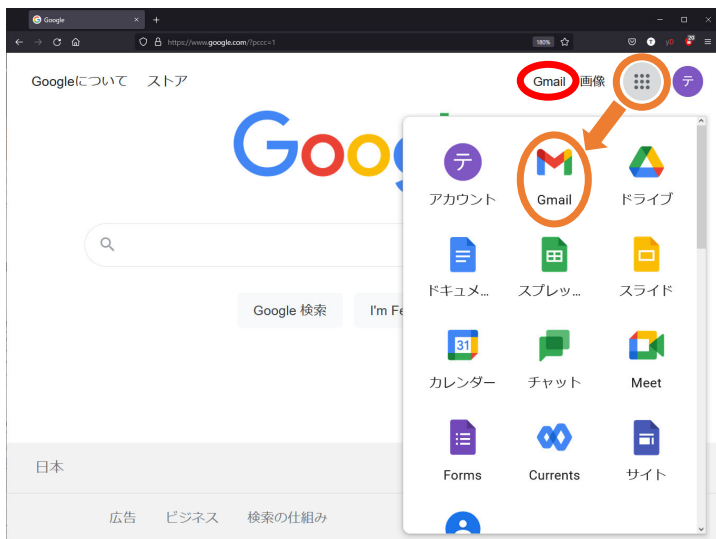 Google
https://www.google.com/?pccc=1
180%
yD
20
Googleについて ストア
Gmail 画像
テ
Goog
テ
アカウント Gmail ドライブ
ドキュメ... スプレッ... スライド
Google 検索 I'm Fe
31
カレンダー チャット Meet
Forms Currents サイト
日本
広告 ビジネス 検索の仕組み